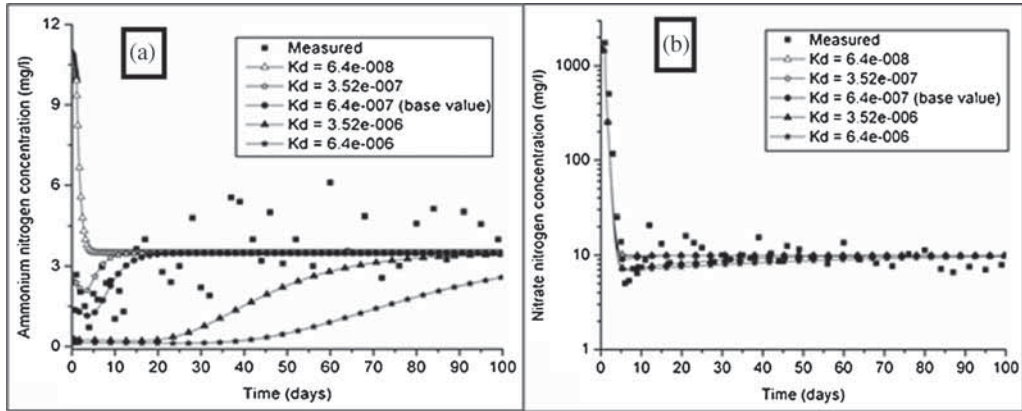 (a)
12
9
6
3
0
Ammonium nitrogen concentration (mg/l)
Measured
Kd = 6.4e-008
Kd = 3.52e-007
Kd = 6.4e-007 (base value)
Kd = 3.52e-006
Kd = 6.4e-006
0 10 20 30 40 50 60 70 80 90 100
Time (days)
(b)
1000
100
10
1
Nitrate nitrogen concentration (mg/l)
Measured
Kd = 6.4e-008
Kd = 3.52e-007
Kd = 6.4e-007 (base value)
Kd = 3.52e-006
Kd = 6.4e-006
0 10 20 30 40 50 60 70 80 90 100
Time (days)